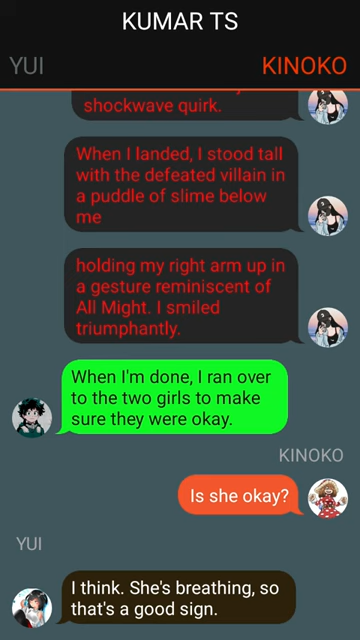 KUMAR TS
YUI
KINOKO
shockwave quirk.
When I landed, I stood tall
with the defeated villain in
a puddle of slime below
me
holding my right arm up in
a gesture reminiscent of
All Might. I smiled
triumphantly.
When I'm done, I ran over
to the two girls to make
sure they were okay.
KINOKO
Is she okay?
YUI
I think. She's breathing, so
that's a good sign.